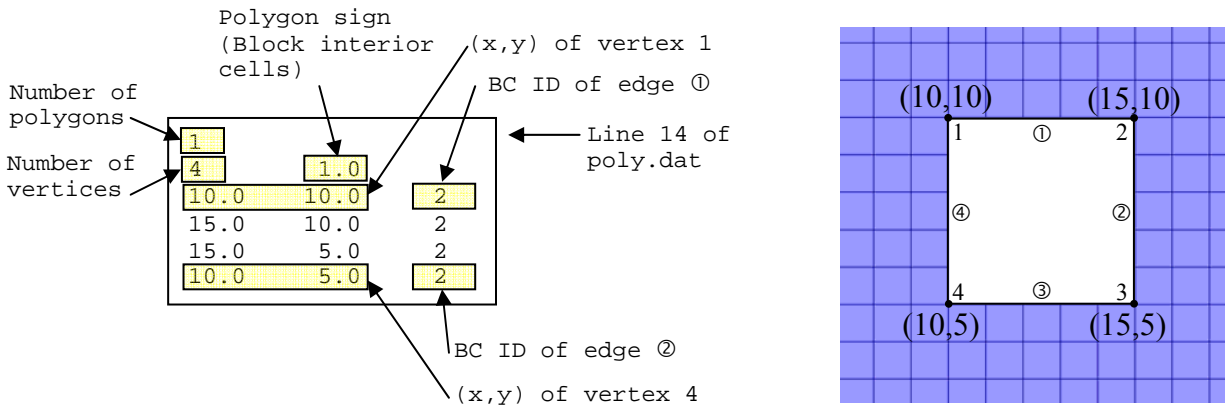 Polygon sign
(Block interior
cells)
(x,y) of vertex 1
BC ID of edge ①
Number of
polygons
Number of
vertices
Line 14 of
poly.dat
1
4 1.0
10.0 10.0 2
15.0 10.0 2
15.0 5.0 2
10.0 5.0 2
BC ID of edge ②
(x,y) of vertex 4
(10,10) (15,10)
1 ① 2
④ ②
4 ③ 3
(10,5) (15,5)